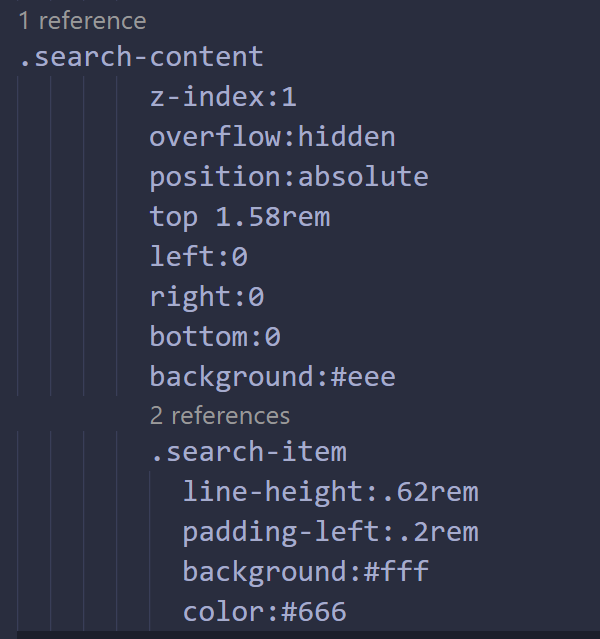 1 reference
.search-content
z-index:1
overflow:hidden
position:absolute
top 1.58rem
left:0
right:0
bottom:0
background:#eee
2 references
.search-item
line-height:.62rem
padding-left:.2rem
background:#fff
color:#666